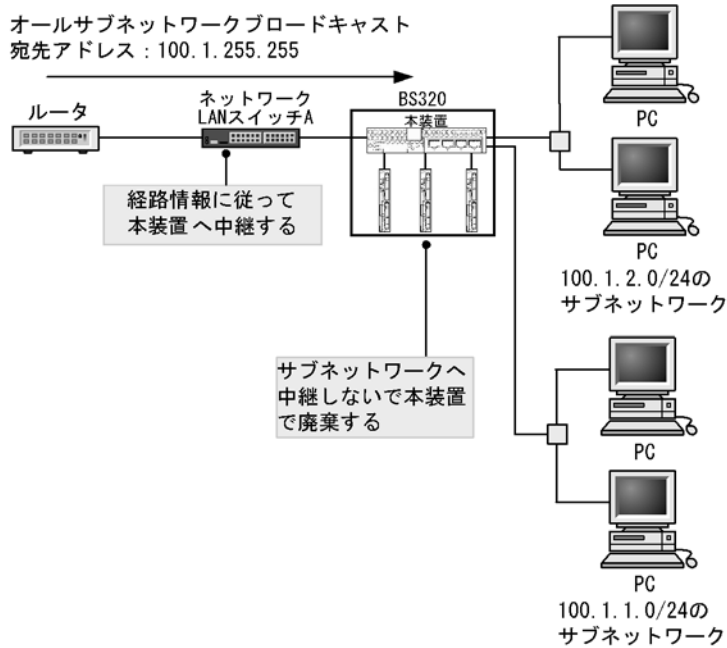 オールサブネットワークブロードキャスト
宛先アドレス：100.1.255.255
ルータ
ネットワーク
LANスイッチA
BS320
本装置
PC
経路情報に従って
本装置へ中継する
PC
100.1.2.0/24の
サブネットワーク
サブネットワークへ
中継しないで本装置
で廃棄する
PC
PC
100.1.1.0/24の
サブネットワーク